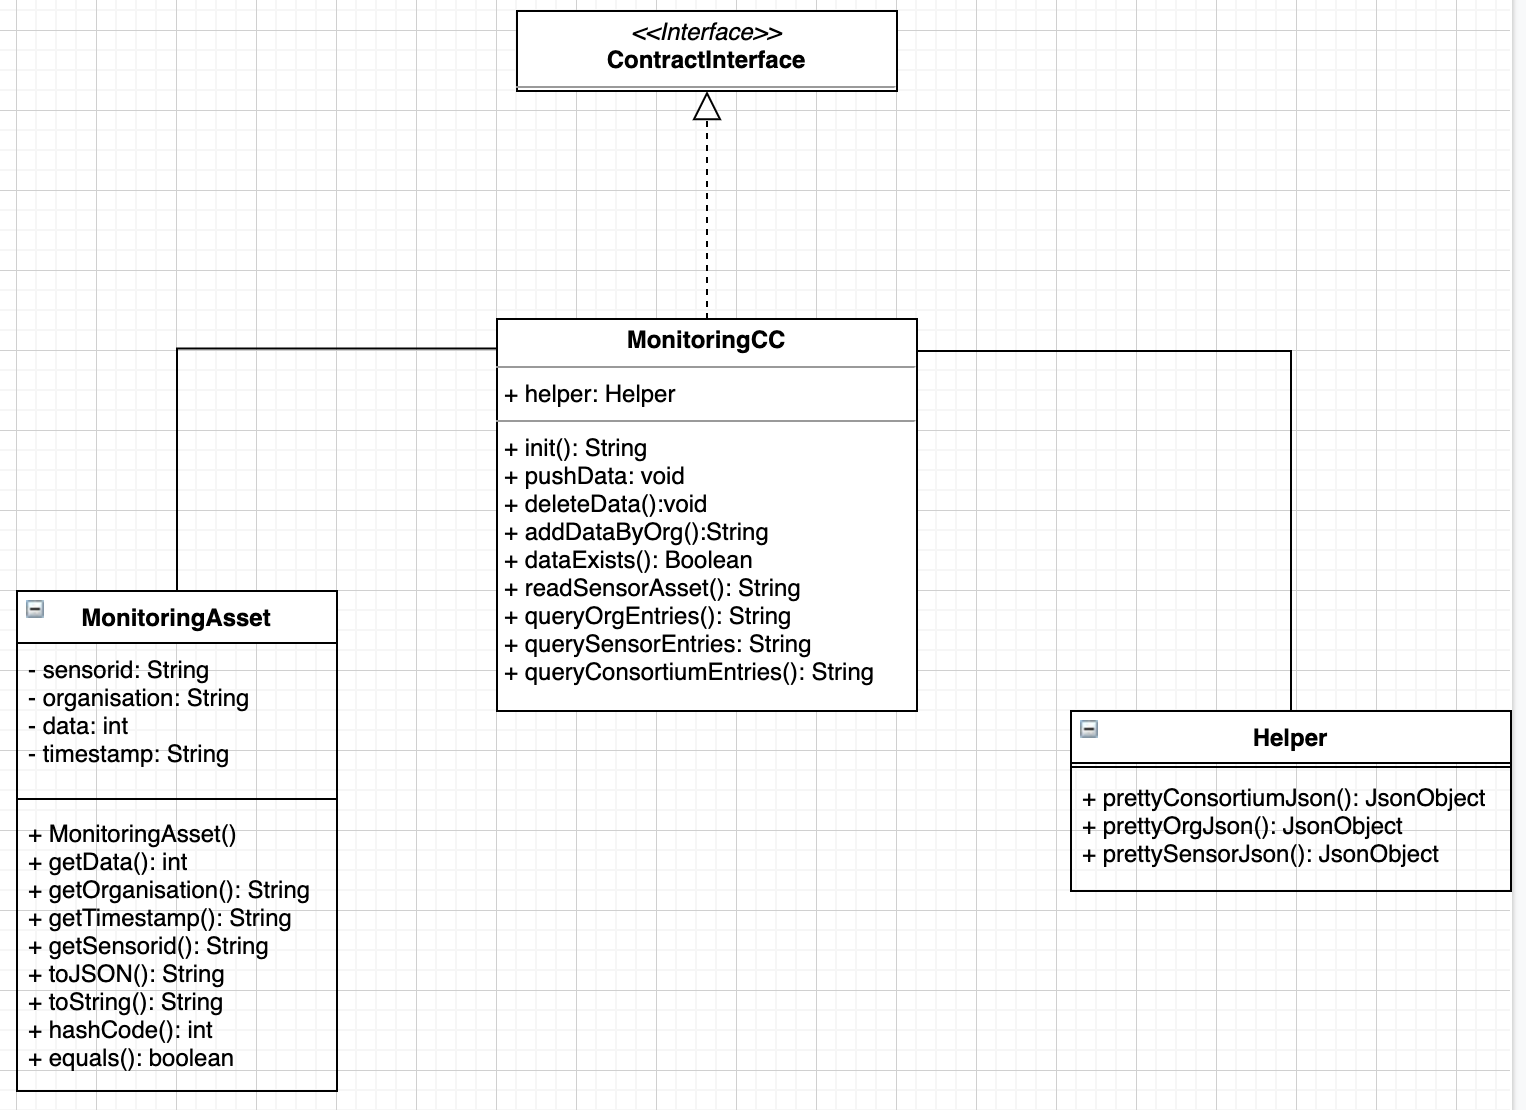 <<Interface>>
ContractInterface
MonitoringCC
+ helper: Helper
+ init(): String
+ pushData: void
+ deleteData():void
+ addDataByOrg():String
+ dataExists(): Boolean
+ readSensorAsset(): String
+ queryOrgEntries(): String
+ querySensorEntries: String
+ queryConsortiumEntries(): String
MonitoringAsset
- sensorid: String
- organisation: String
- data: int
- timestamp: String
+ MonitoringAsset()
+ getData(): int
+ getOrganisation(): String
+ getTimestamp(): String
+ getSensorid(): String
+ toJSON(): String
+ toString(): String
+ hashCode(): int
+ equals(): boolean
Helper
+ prettyConsortiumJson(): JsonObject
+ prettyOrgJson(): JsonObject
+ prettySensorJson(): JsonObject